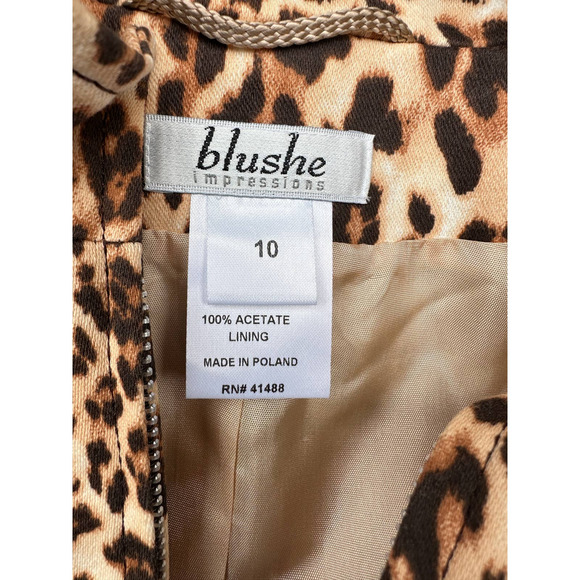 blushe
impressions
10
100% ACETATE
LINING
MADE IN POLAND
RN# 41488